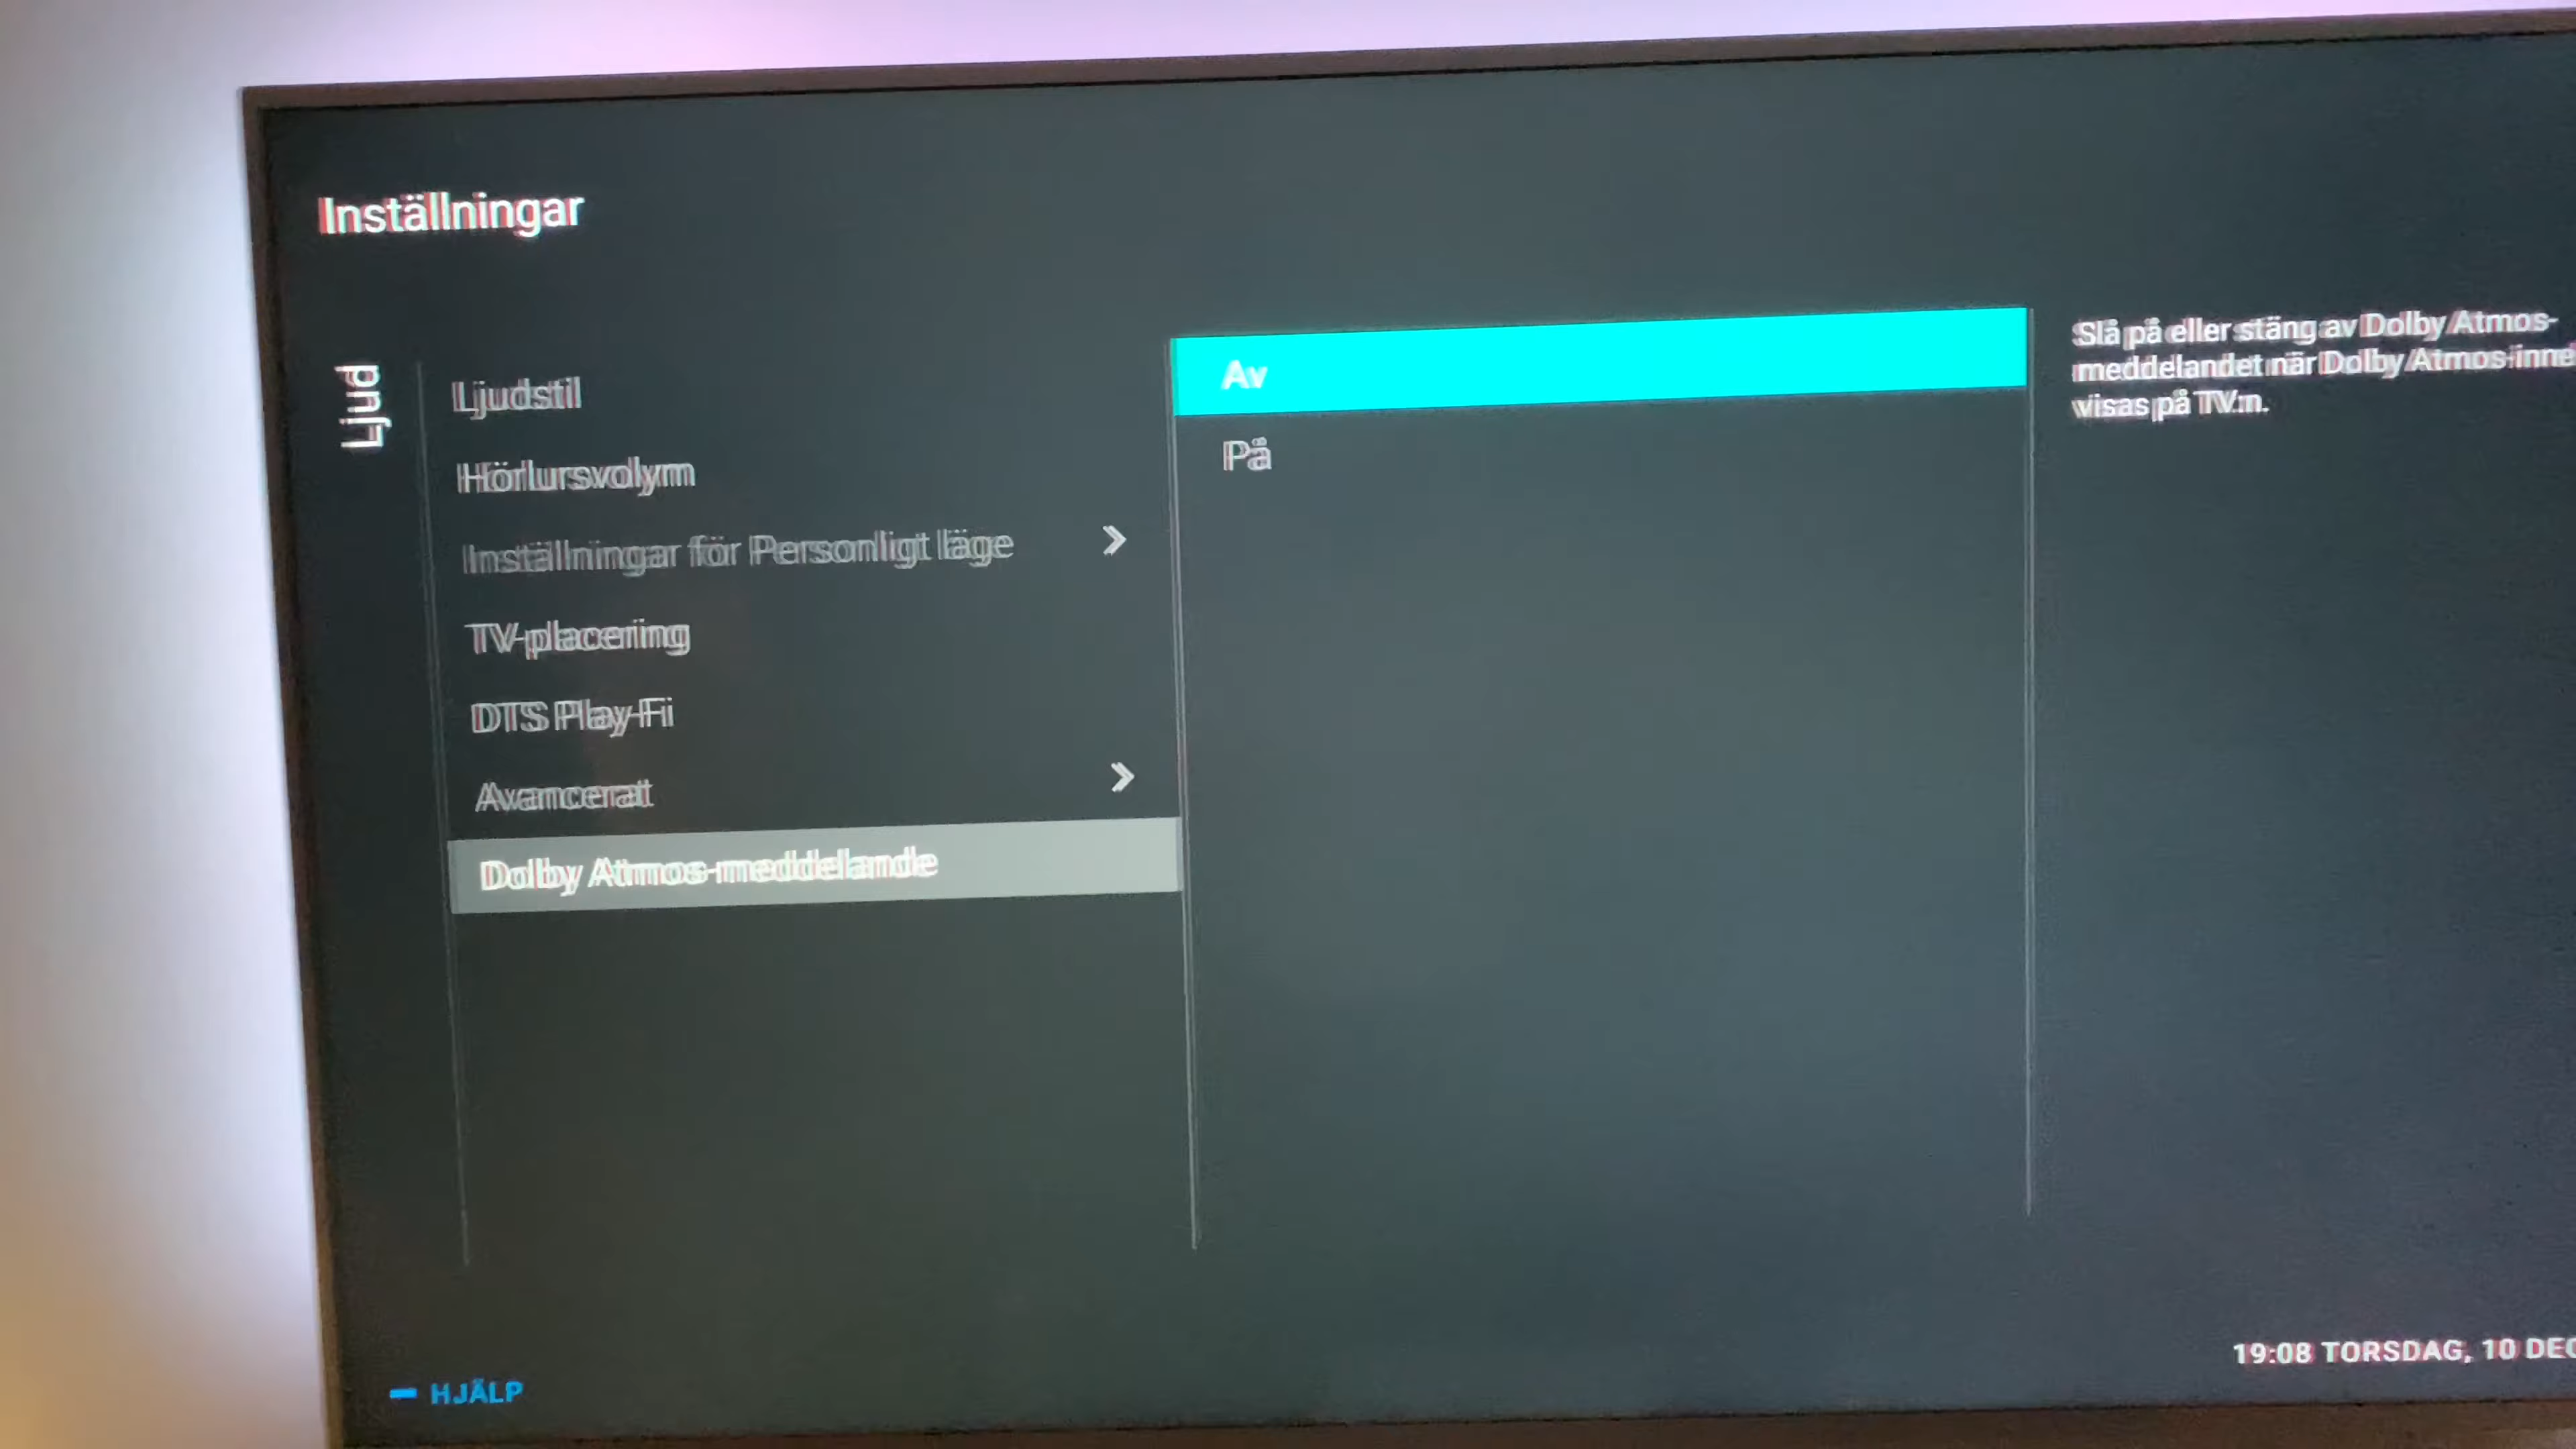 Inställningar
Ljud
Ljudstil
Hörlursvolym
Inställningar för Personligt läge
TV-placering
DTS Play-Fi
Avancerat
Dolby Atmos-meddelande
Av
På
Slå på eller stäng av Dolby Atmos-
meddelandet när Dolby Atmos-inne
visas på TV:n.
HJÄLP
19:08 TORSDAG, 10 DEC